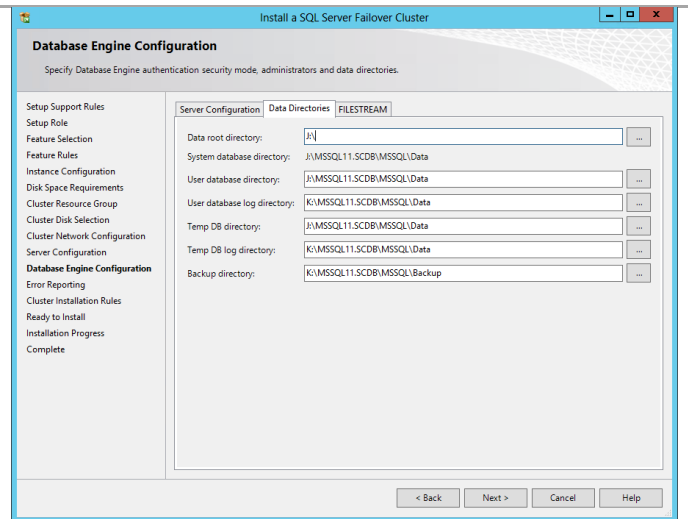 Install a SQL Server Failover Cluster
Database Engine Configuration
Specify Database Engine authentication security mode, administrators and data directories.
Setup Support Rules
Setup Role
Feature Selection
Feature Rules
Instance Configuration
Disk Space Requirements
Cluster Resource Group
Cluster Disk Selection
Cluster Network Configuration
Server Configuration
Database Engine Configuration
Error Reporting
Cluster Installation Rules
Ready to Install
Installation Progress
Complete
Server Configuration Data Directories FILESTREAM
Data root directory: J:\ ...
System database directory: J:\MSSQL11.SCDB\MSSQL\Data
User database directory: J:\MSSQL11.SCDB\MSSQL\Data ...
User database log directory: K:\MSSQL11.SCDB\MSSQL\Data ...
Temp DB directory: J:\MSSQL11.SCDB\MSSQL\Data ...
Temp DB log directory: K:\MSSQL11.SCDB\MSSQL\Data ...
Backup directory: K:\MSSQL11.SCDB\MSSQL\Backup ...
< Back Next > Cancel Help